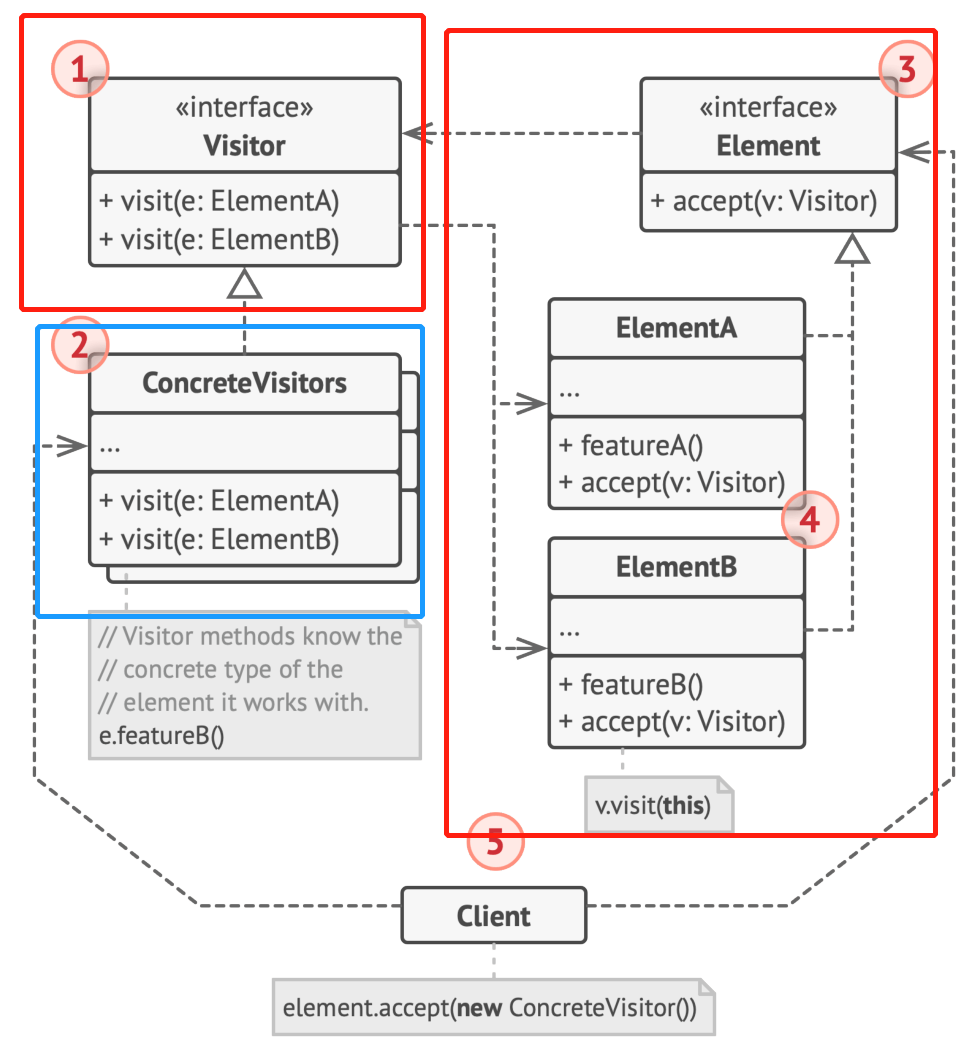 1
«interface»
Visitor
+ visit(e: ElementA)
+ visit(e: ElementB)
2
ConcreteVisitors
...
+ visit(e: ElementA)
+ visit(e: ElementB)
// Visitor methods know the
// concrete type of the
// element it works with.
e.featureB()
3
«interface»
Element
+ accept(v: Visitor)
ElementA
...
+ featureA()
+ accept(v: Visitor)
4
ElementB
...
+ featureB()
+ accept(v: Visitor)
v.visit(this)
5
Client
element.accept(new ConcreteVisitor())